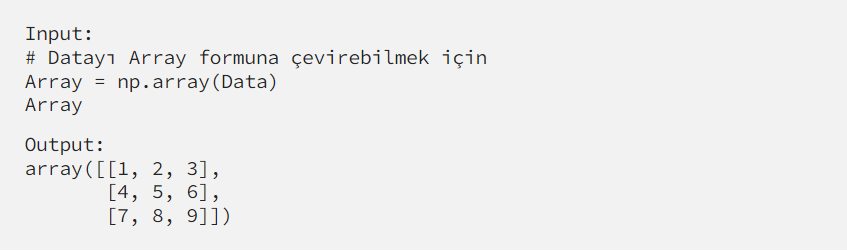 Input:
# Datayı Array formuna çevirebilmek için
Array = np.array(Data)
Array
Output:
array([[1, 2, 3],
       [4, 5, 6],
       [7, 8, 9]])